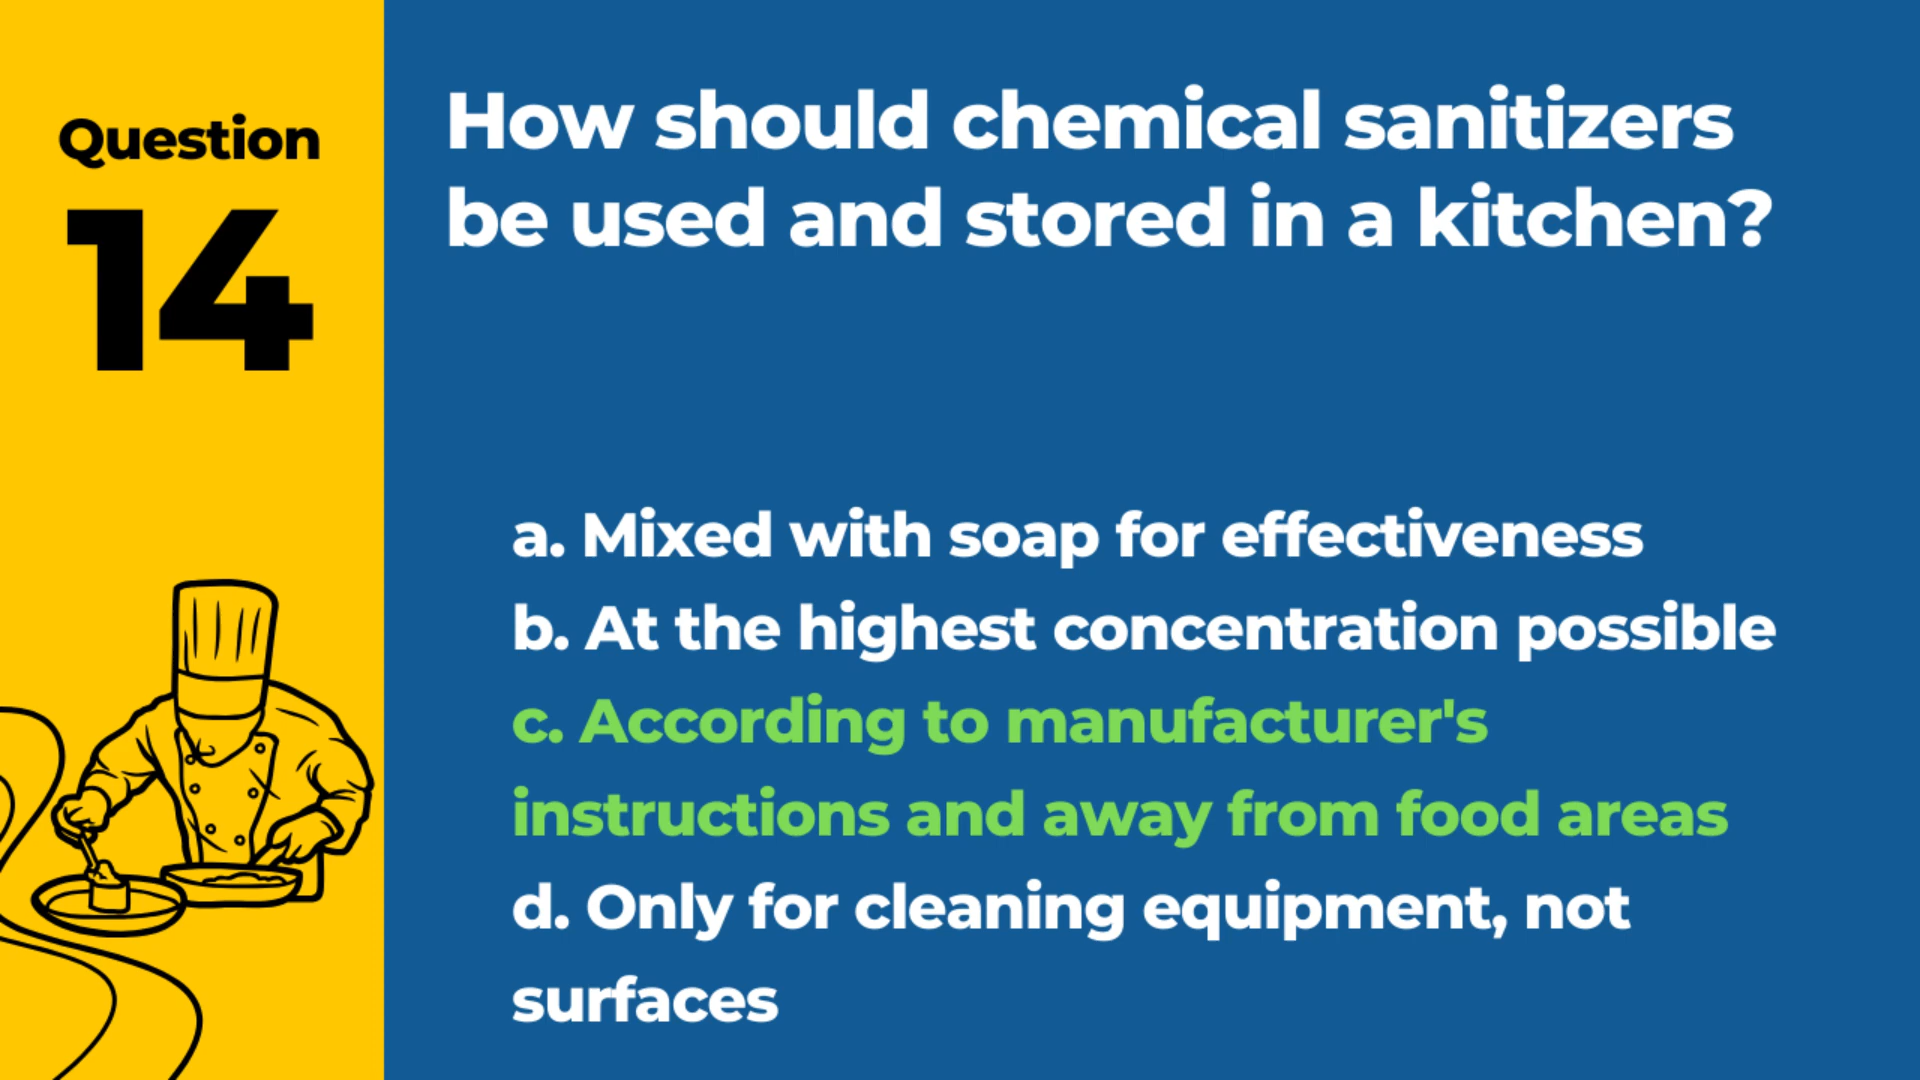 Question
14
How should chemical sanitizers
be used and stored in a kitchen?
a. Mixed with soap for effectiveness
b. At the highest concentration possible
c. According to manufacturer's
instructions and away from food areas
d. Only for cleaning equipment, not
surfaces